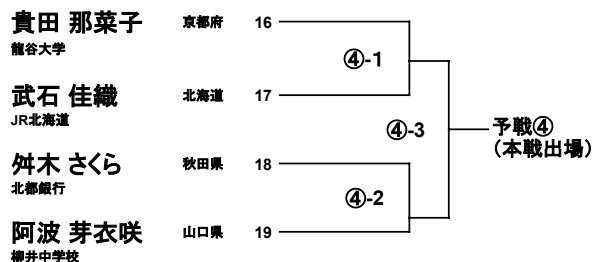 貴田 那菜子 京都府 16
龍谷大学
④-1
武石 佳織 北海道 17
JR北海道
④-3
予戦④
（本戦出場）
舛木 さくら 秋田県 18
北都銀行
④-2
阿波 芽衣咲 山口県 19
柳井中学校